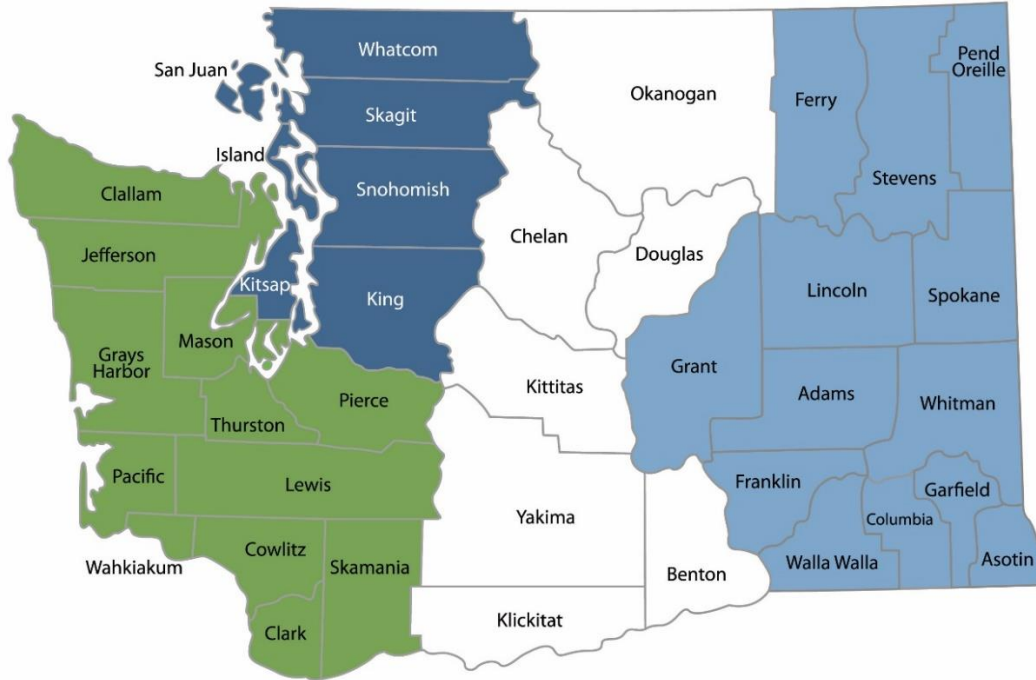 Whatcom
San Juan
Pend
Oreille
Okanogan
Ferry
Skagit
Island
Stevens
Snohomish
Clallam
Chelan
Jefferson
Douglas
Kitsap
Lincoln
Spokane
King
Mason
Grays
Harbor
Grant
Kittitas
Adams
Pierce
Whitman
Thurston
Pacific
Lewis
Franklin
Garfield
Yakima
Columbia
Cowlitz
Wahkiakum
Skamania
Walla Walla
Asotin
Benton
Klickitat
Clark